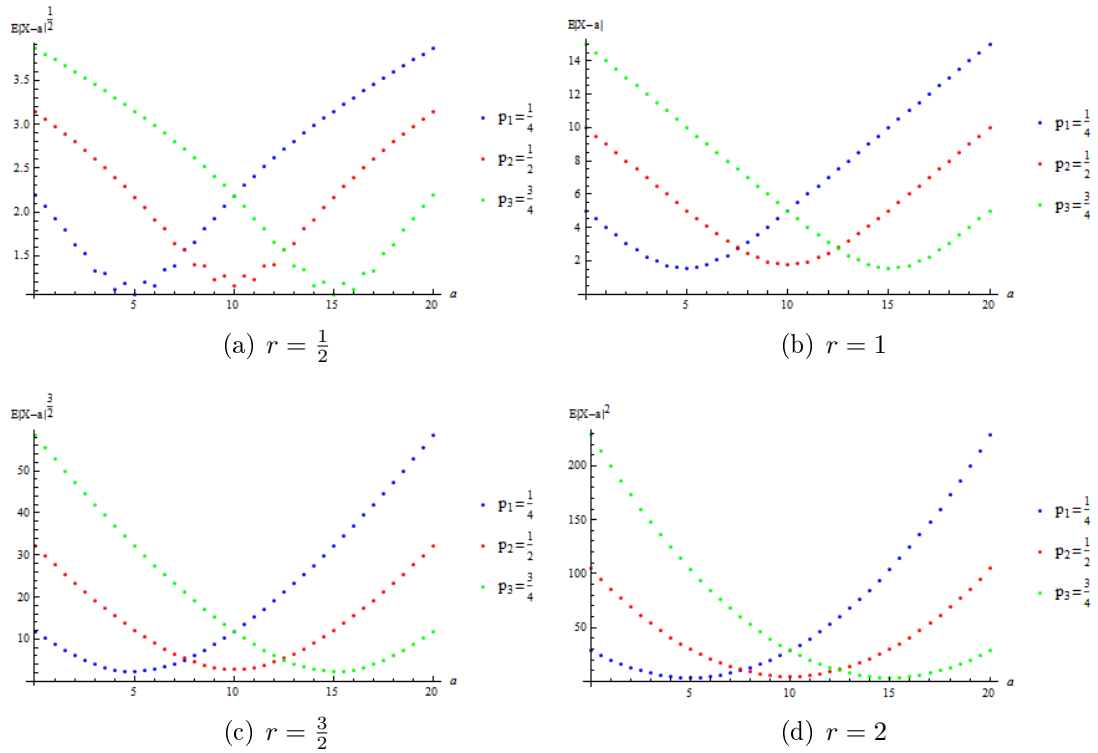 E|X−a|^{1/2}
3.5
3.0
2.5
2.0
1.5
5 10 15 20 a
p₁=1/4
p₂=1/2
p₃=3/4
(a) r = 1/2
E|X−a|
14
12
10
8
6
4
2
5 10 15 20 a
p₁=1/4
p₂=1/2
p₃=3/4
(b) r = 1
E|X−a|^{3/2}
50
40
30
20
10
5 10 15 20 a
p₁=1/4
p₂=1/2
p₃=3/4
(c) r = 3/2
E|X−a|²
200
150
100
50
5 10 15 20 a
p₁=1/4
p₂=1/2
p₃=3/4
(d) r = 2